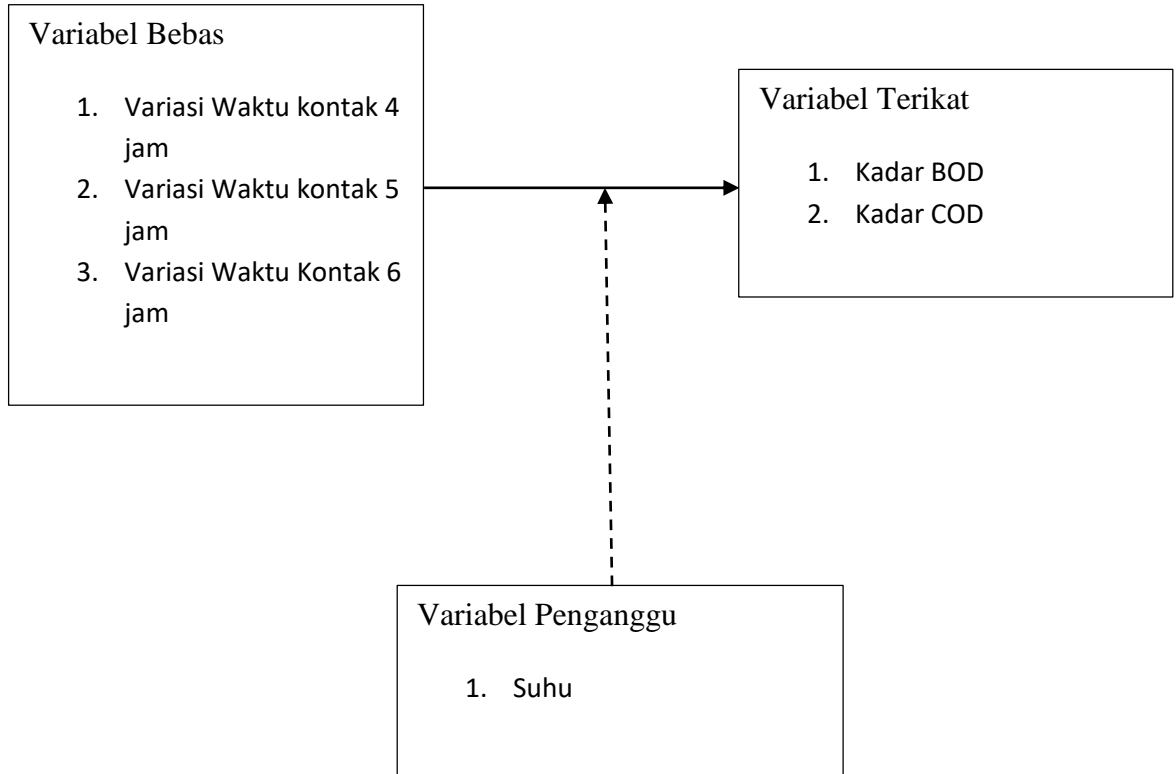 Variabel Bebas
1. Variasi Waktu kontak 4
jam
2. Variasi Waktu kontak 5
jam
3. Variasi Waktu Kontak 6
jam
Variabel Terikat
1. Kadar BOD
2. Kadar COD
Variabel Penganggu
1. Suhu